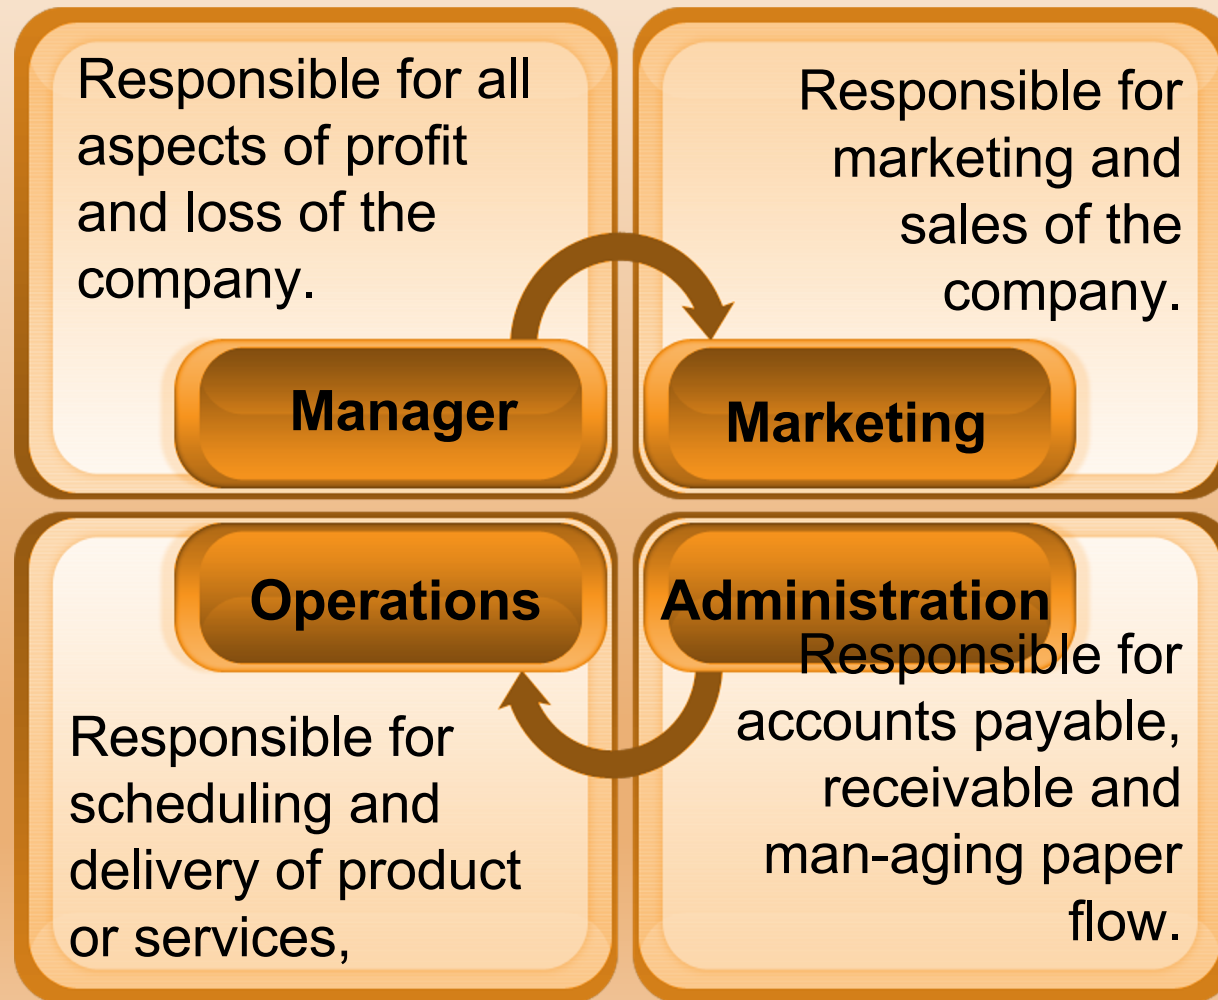 Responsible for all
aspects of profit
and loss of the
company.
Manager
Responsible for
marketing and
sales of the
company.
Marketing
Operations
Responsible for
scheduling and
delivery of product
or services,
Administration
Responsible for
accounts payable,
receivable and
man-aging paper
flow.